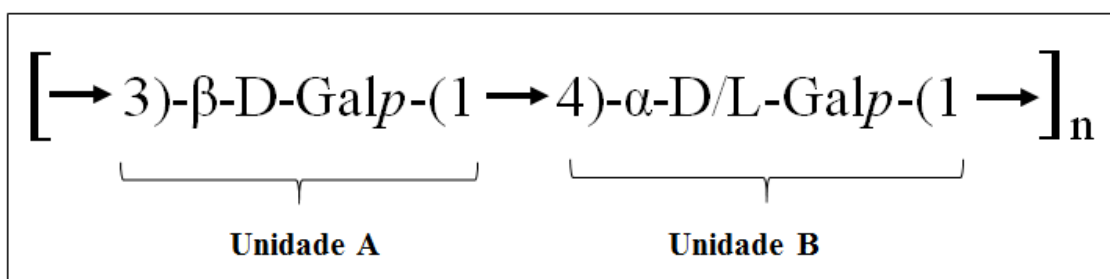 [→ 3)-β-D-Galp-(1 → 4)-α-D/L-Galp-(1 →]n
Unidade A Unidade B